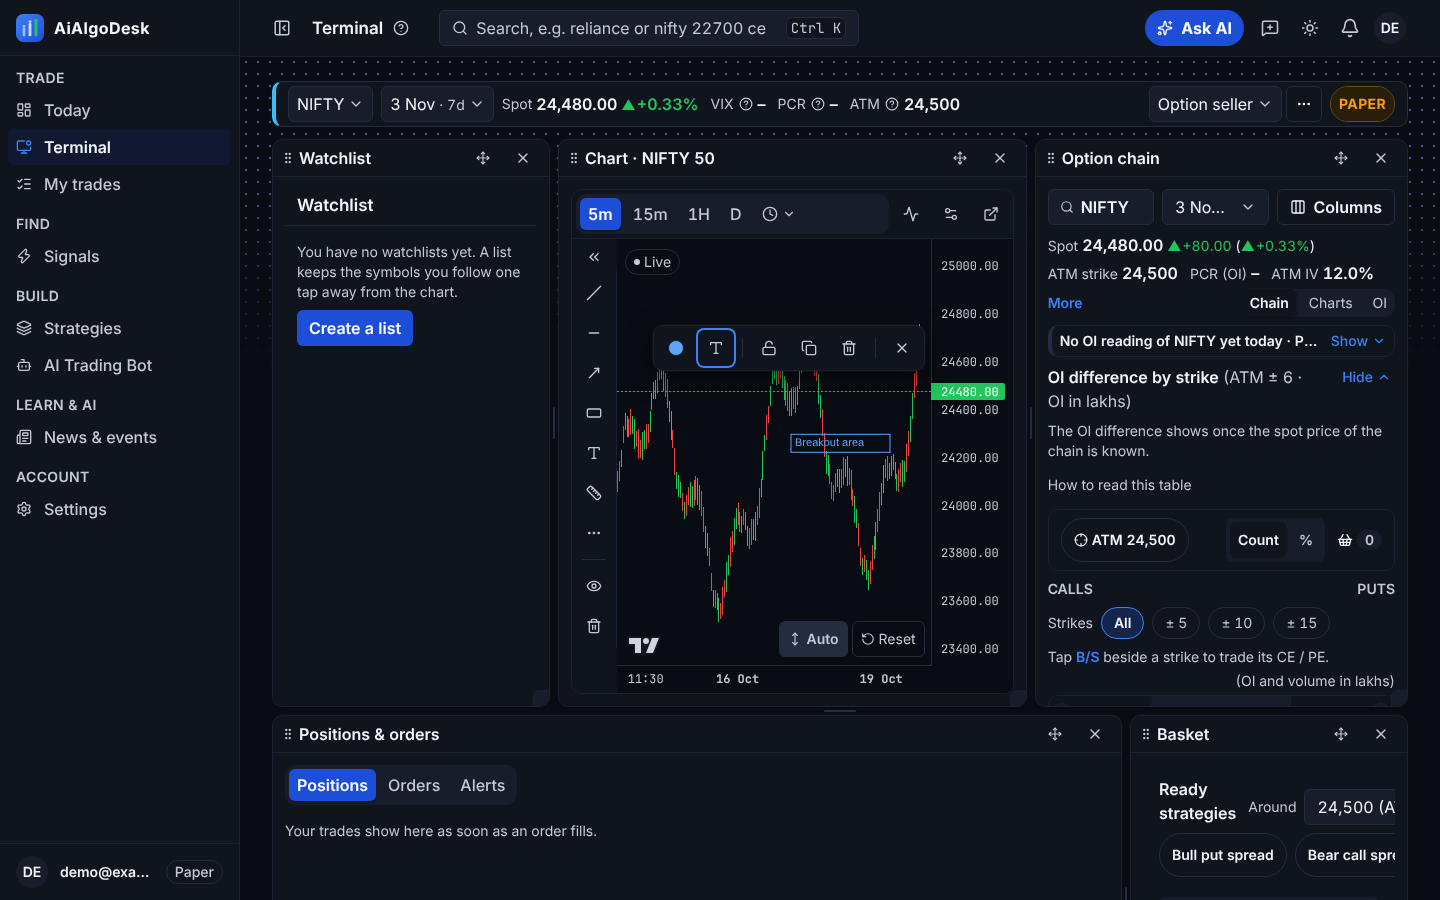 AiAlgoDesk
TRADE
Today
Terminal
My trades
FIND
Signals
BUILD
Strategies
AI Trading Bot
LEARN & AI
News & events
ACCOUNT
Settings
DE demo@exa... Paper
Terminal
Search, e.g. reliance or nifty 22700 ce Ctrl K
Ask AI
DE
NIFTY 3 Nov · 7d Spot 24,480.00 ▲+0.33% VIX – PCR – ATM 24,500 Option seller ··· PAPER
Watchlist
Watchlist
You have no watchlists yet. A list
keeps the symbols you follow one
tap away from the chart.
Create a list
Chart · NIFTY 50
5m 15m 1H D
Live
T
Breakout area
25000.00
24800.00
24600.00
24480.00
24400.00
24200.00
24000.00
23800.00
23600.00
23400.00
Auto Reset
11:30 16 Oct 19 Oct
Option chain
NIFTY 3 No... Columns
Spot 24,480.00 ▲+80.00 (▲+0.33%)
ATM strike 24,500 PCR (OI) – ATM IV 12.0%
More Chain Charts OI
No OI reading of NIFTY yet today · P... Show
OI difference by strike (ATM ± 6 · Hide
OI in lakhs)
The OI difference shows once the spot price of the
chain is known.
How to read this table
ATM 24,500 Count % 0
CALLS PUTS
Strikes All ± 5 ± 10 ± 15
Tap B/S beside a strike to trade its CE / PE.
(OI and volume in lakhs)
Positions & orders
Positions Orders Alerts
Your trades show here as soon as an order fills.
Basket
Ready
strategies Around 24,500 (A
Bull put spread Bear call spre